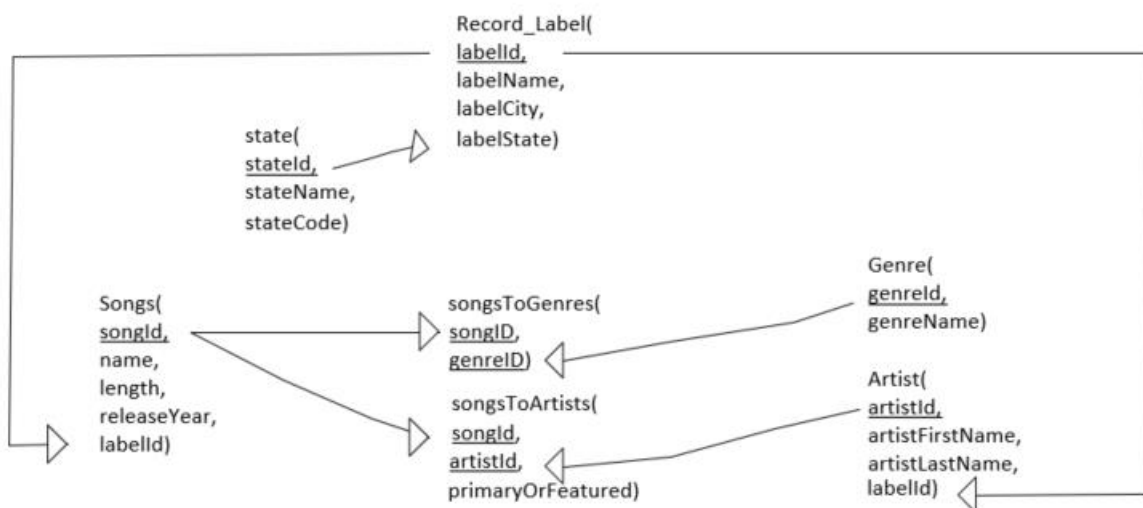 Record_Label(
labelId,
labelName,
labelCity,
labelState)
state(
stateId,
stateName,
stateCode)
Songs(
songId,
name,
length,
releaseYear,
labelId)
songsToGenres(
songID,
genreID)
songsToArtists(
songId,
artistId,
primaryOrFeatured)
Genre(
genreId,
genreName)
Artist(
artistId,
artistFirstName,
artistLastName,
labelId)